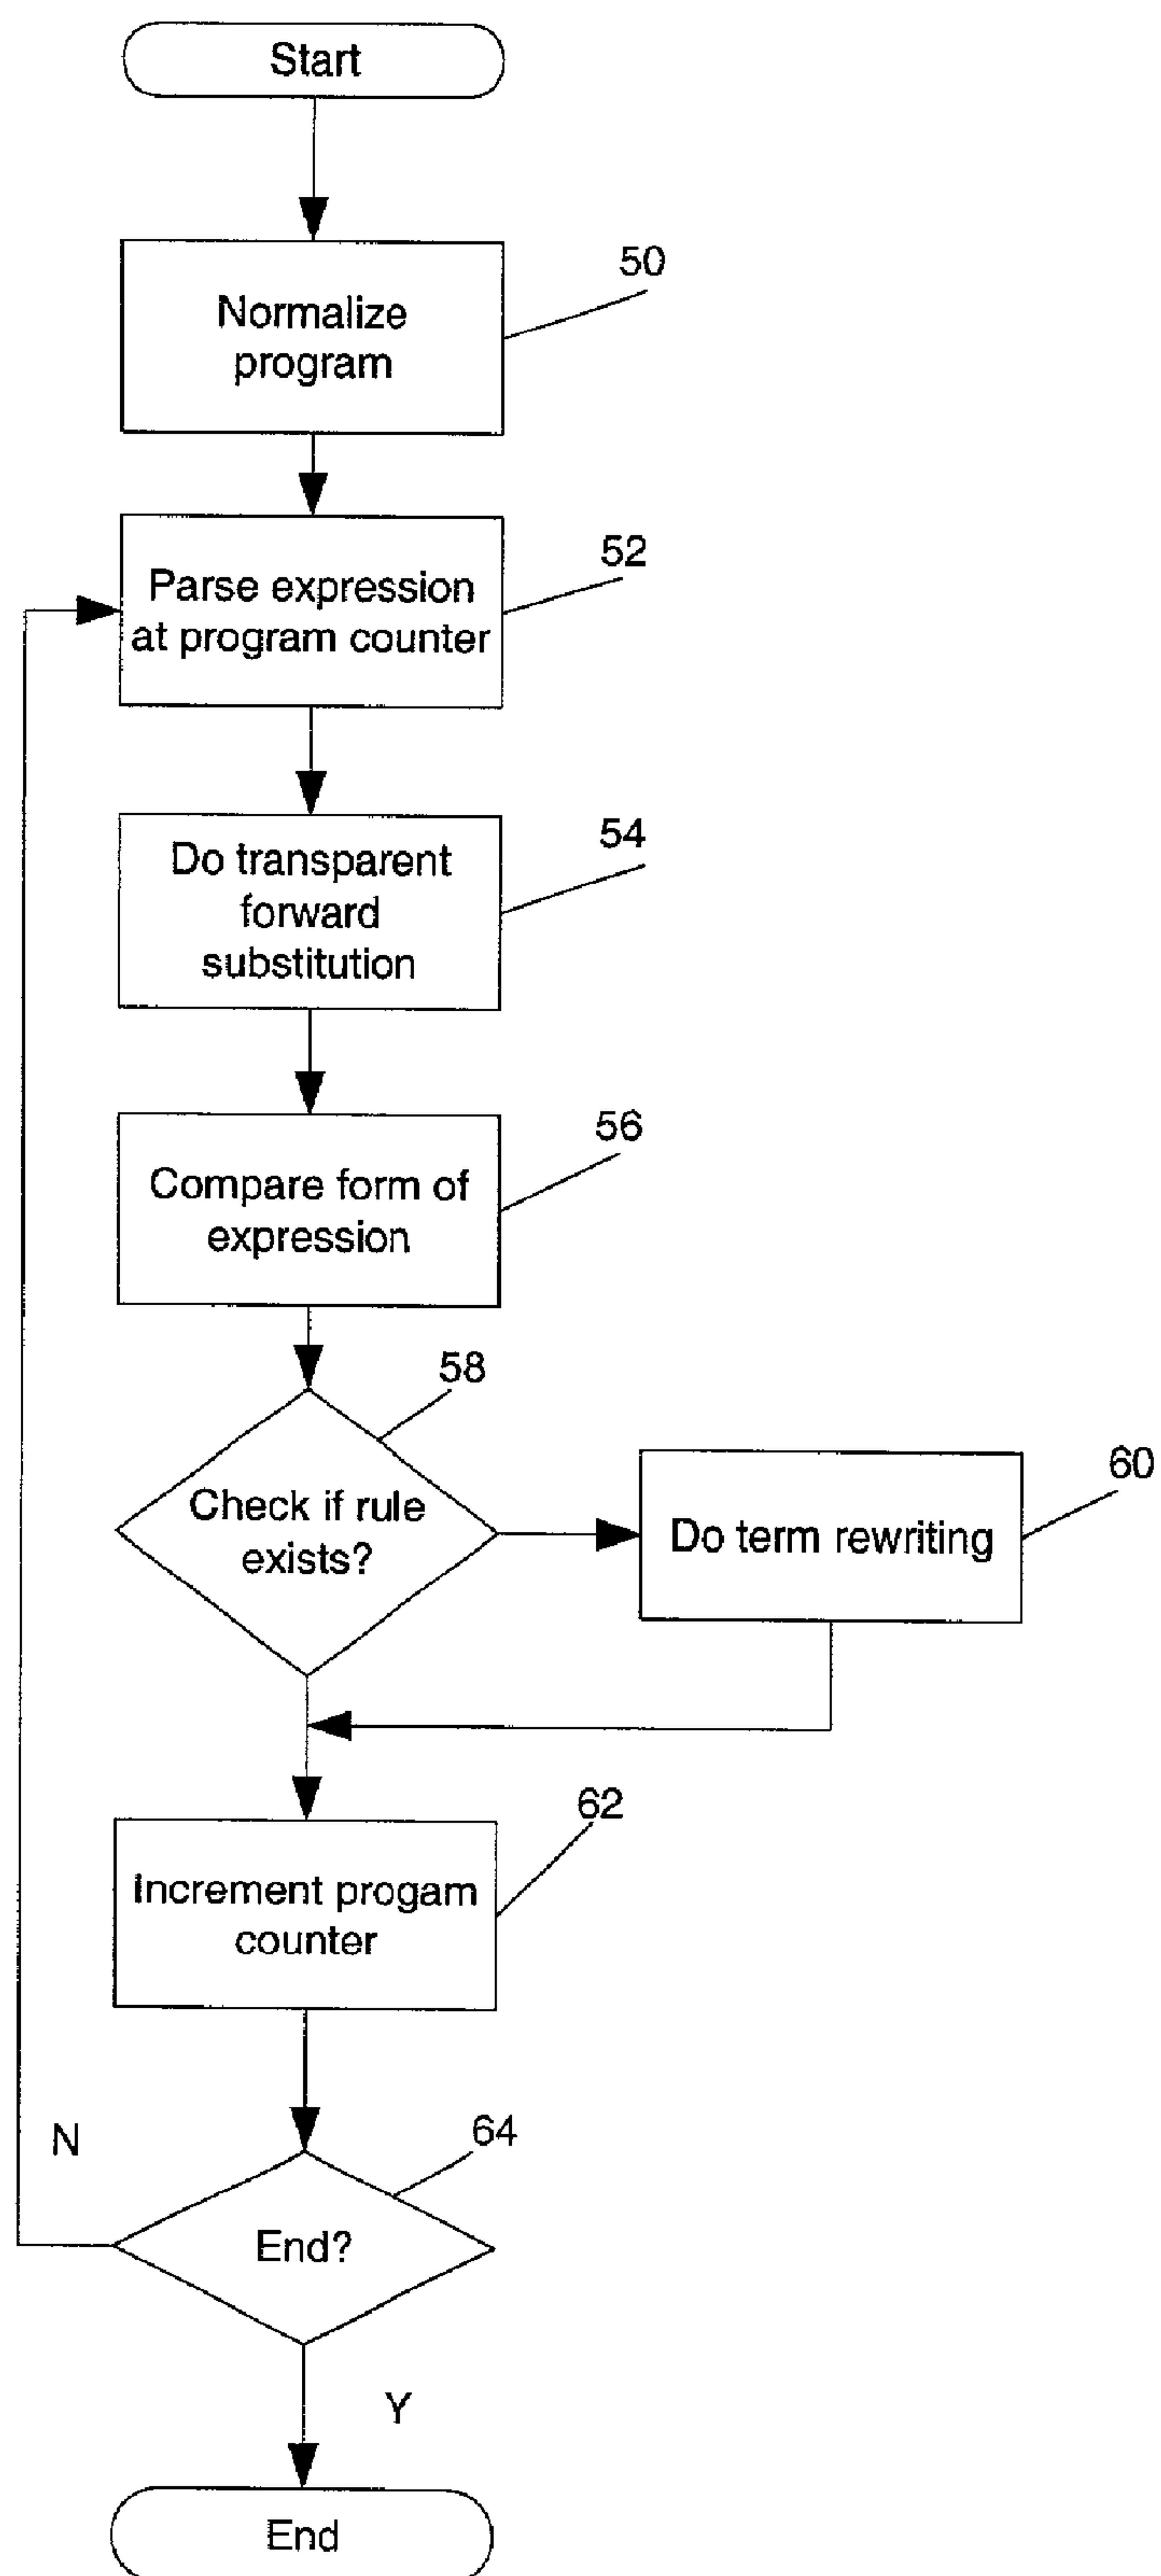 Start
50
Normalize
program
52
Parse expression
at program counter
54
Do transparent
forward
substitution
56
Compare form of
expression
58
Check if rule
exists?
60
Do term rewriting
62
Increment progam
counter
N
64
End?
Y
End